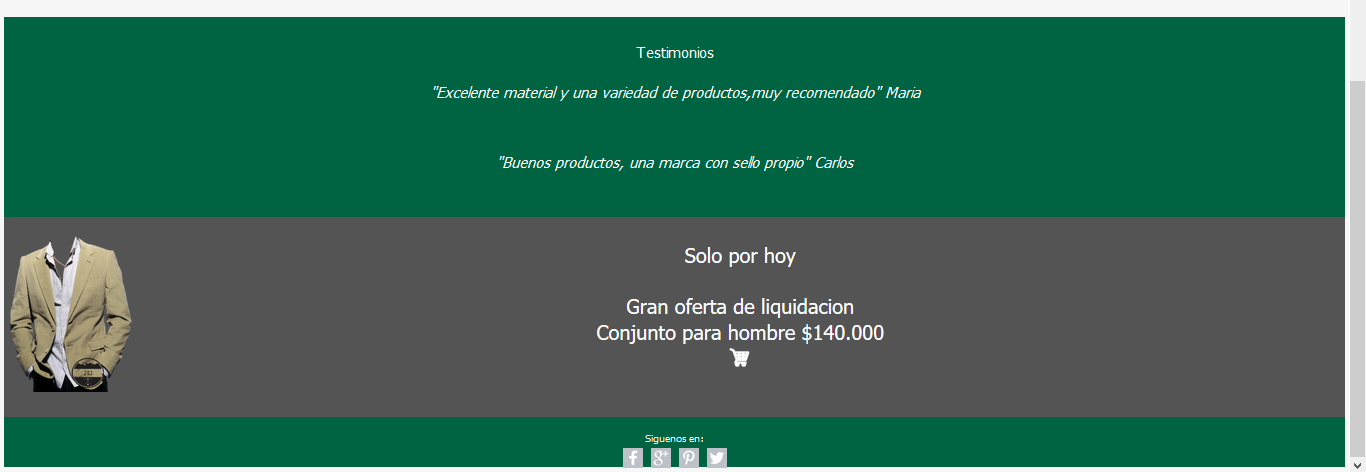 Testimonios
"Excelente material y una variedad de productos,muy recomendado" Maria
"Buenos productos, una marca con sello propio" Carlos
Solo por hoy
Gran oferta de liquidacion
Conjunto para hombre $140.000
Siguenos en: